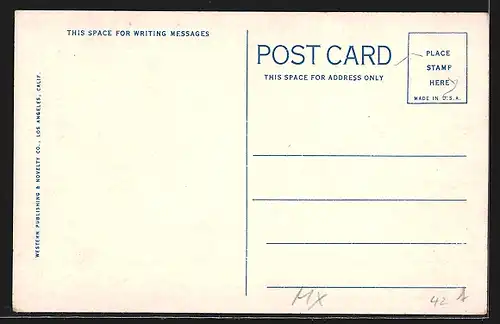 THIS SPACE FOR WRITING MESSAGES
POST CARD
THIS SPACE FOR ADDRESS ONLY
PLACE
STAMP
HERE
MADE IN U.S.A.
WESTERN PUBLISHING & NOVELTY CO., LOS ANGELES, CALIF.
MX
42